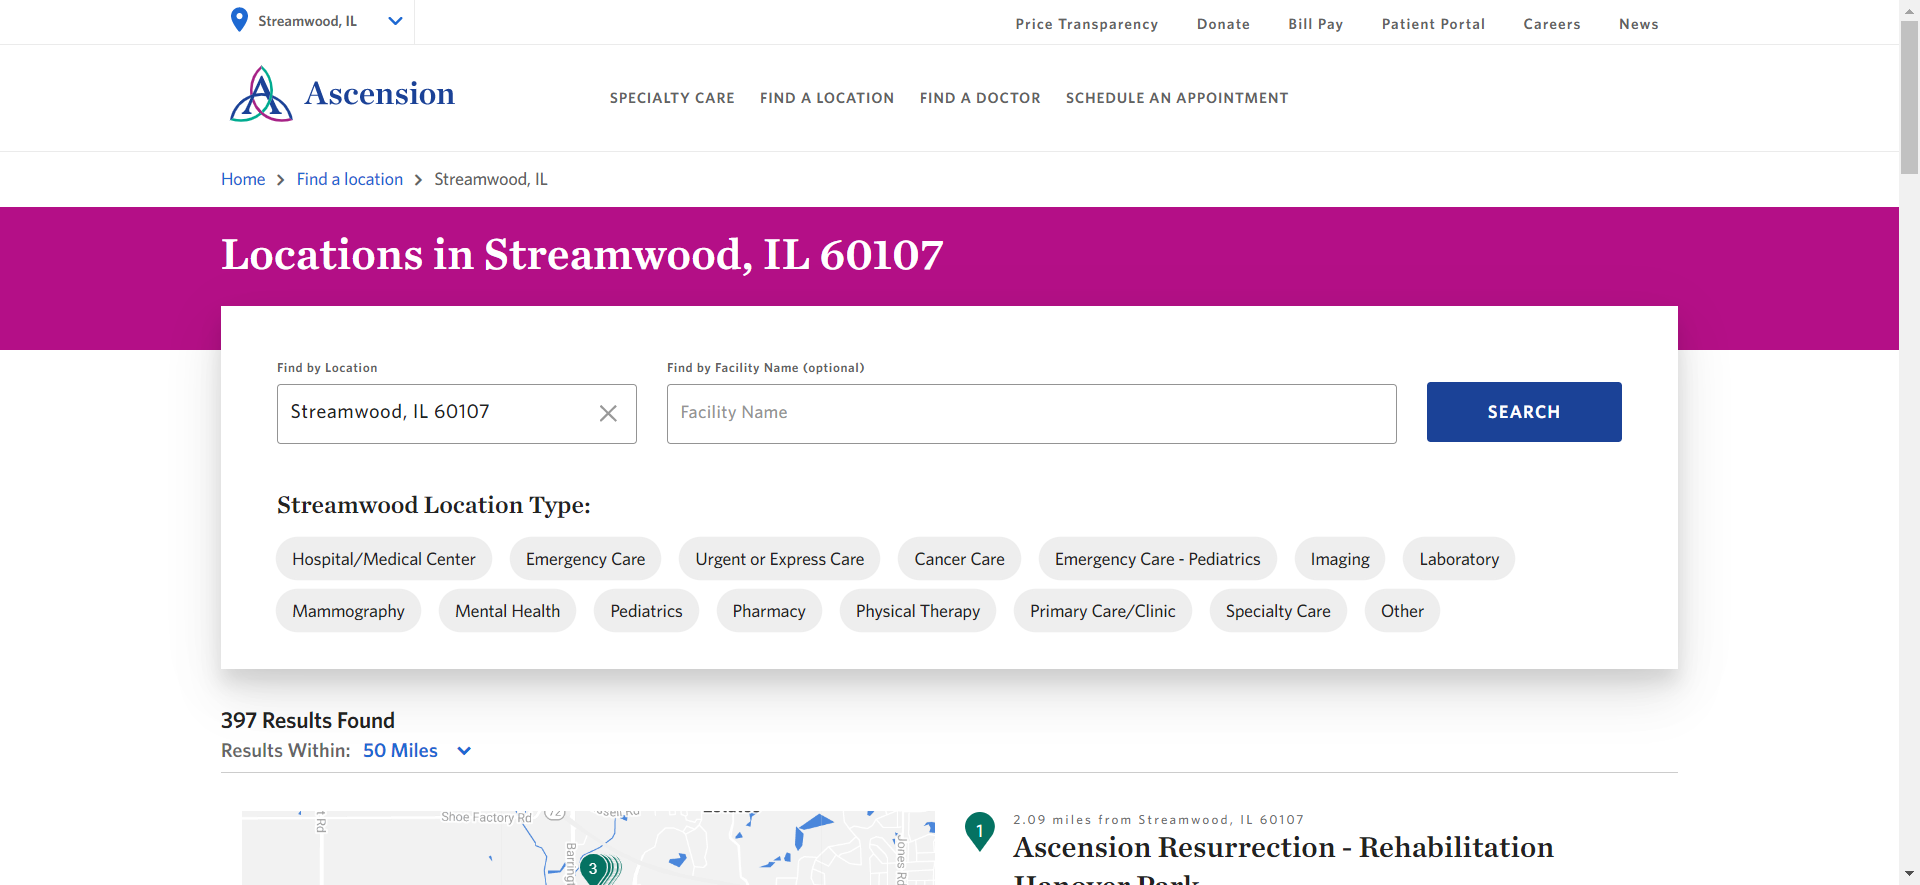 Streamwood, IL
Price Transparency
Donate
Bill Pay
Patient Portal
Careers
News
Ascension
SPECIALTY CARE
FIND A LOCATION
FIND A DOCTOR
SCHEDULE AN APPOINTMENT
Home > Find a location > Streamwood, IL
Locations in Streamwood, IL 60107
Find by Location
Find by Facility Name (optional)
Streamwood, IL 60107
Facility Name
SEARCH
Streamwood Location Type:
Hospital/Medical Center
Emergency Care
Urgent or Express Care
Cancer Care
Emergency Care - Pediatrics
Imaging
Laboratory
Mammography
Mental Health
Pediatrics
Pharmacy
Physical Therapy
Primary Care/Clinic
Specialty Care
Other
397 Results Found
Results Within: 50 Miles
Shoe Factory Rd
72
Jones Rd
3
1
2.09 miles from Streamwood, IL 60107
Ascension Resurrection - Rehabilitation
Hanover Park